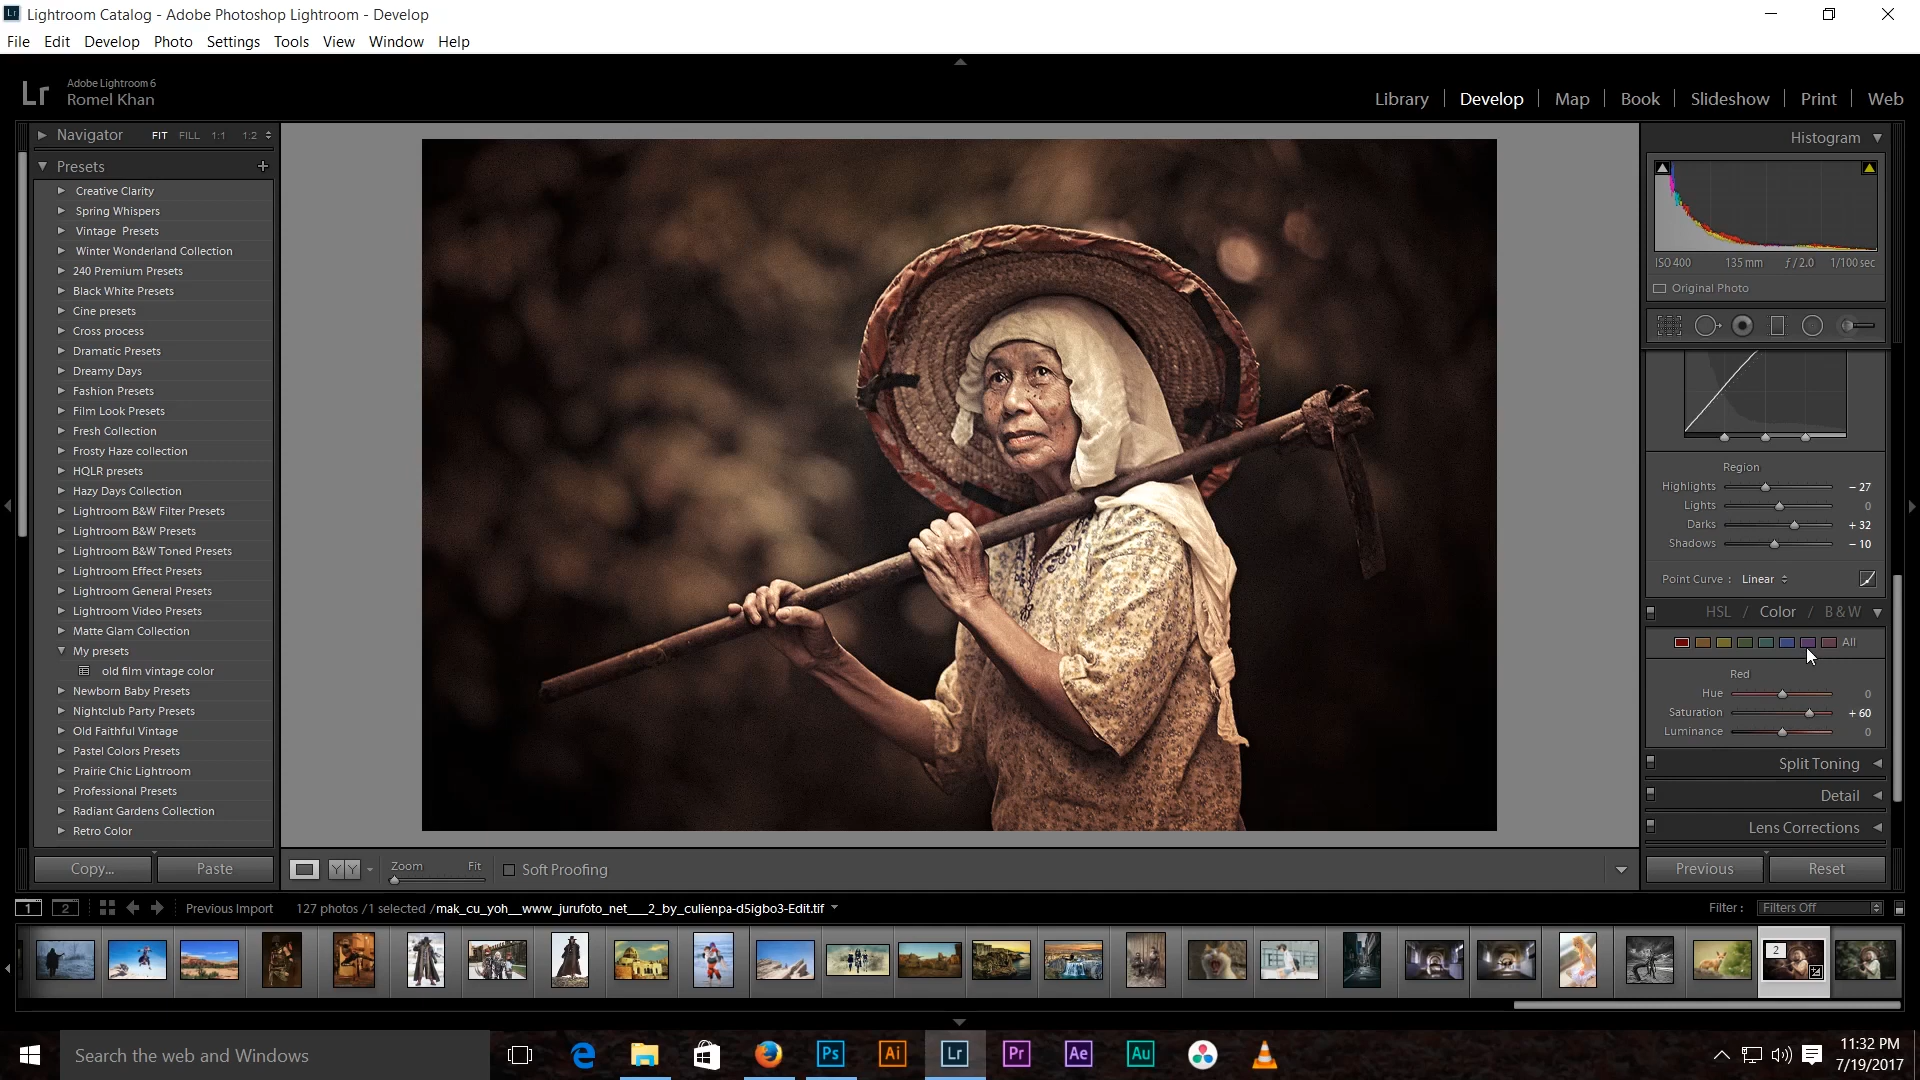 Lightroom Catalog - Adobe Photoshop Lightroom - Develop
File Edit Develop Photo Settings Tools View Window Help
Lr Adobe Lightroom 6
Romel Khan
Library Develop Map Book Slideshow Print Web
Navigator FIT FILL 1:1 1:2
Presets +
Creative Clarity
Spring Whispers
Vintage Presets
Winter Wonderland Collection
240 Premium Presets
Black White Presets
Cine presets
Cross process
Dramatic Presets
Dreamy Days
Fashion Presets
Film Look Presets
Fresh Collection
Frosty Haze collection
HQLR presets
Hazy Days Collection
Lightroom B&W Filter Presets
Lightroom B&W Presets
Lightroom B&W Toned Presets
Lightroom Effect Presets
Lightroom General Presets
Lightroom Video Presets
Matte Glam Collection
My presets
old film vintage color
Newborn Baby Presets
Nightclub Party Presets
Old Faithful Vintage
Pastel Colors Presets
Prairie Chic Lightroom
Professional Presets
Radiant Gardens Collection
Retro Color
Copy... Paste
Zoom Fit Soft Proofing
Histogram
ISO 400 135 mm ƒ / 2.0 1/100 sec
Original Photo
Region
Highlights - 27
Lights 0
Darks + 32
Shadows - 10
Point Curve : Linear
HSL / Color / B & W
All
Red
Hue 0
Saturation + 60
Luminance 0
Split Toning
Detail
Lens Corrections
Previous Reset
1 2 Previous Import 127 photos / 1 selected / mak_cu_yoh__www_jurufoto_net___2_by_culienpa-d5igbo3-Edit.tif Filter : Filters Off
2
Search the web and Windows
Ps Ai Lr Pr Ae Au
11:32 PM
7/19/2017